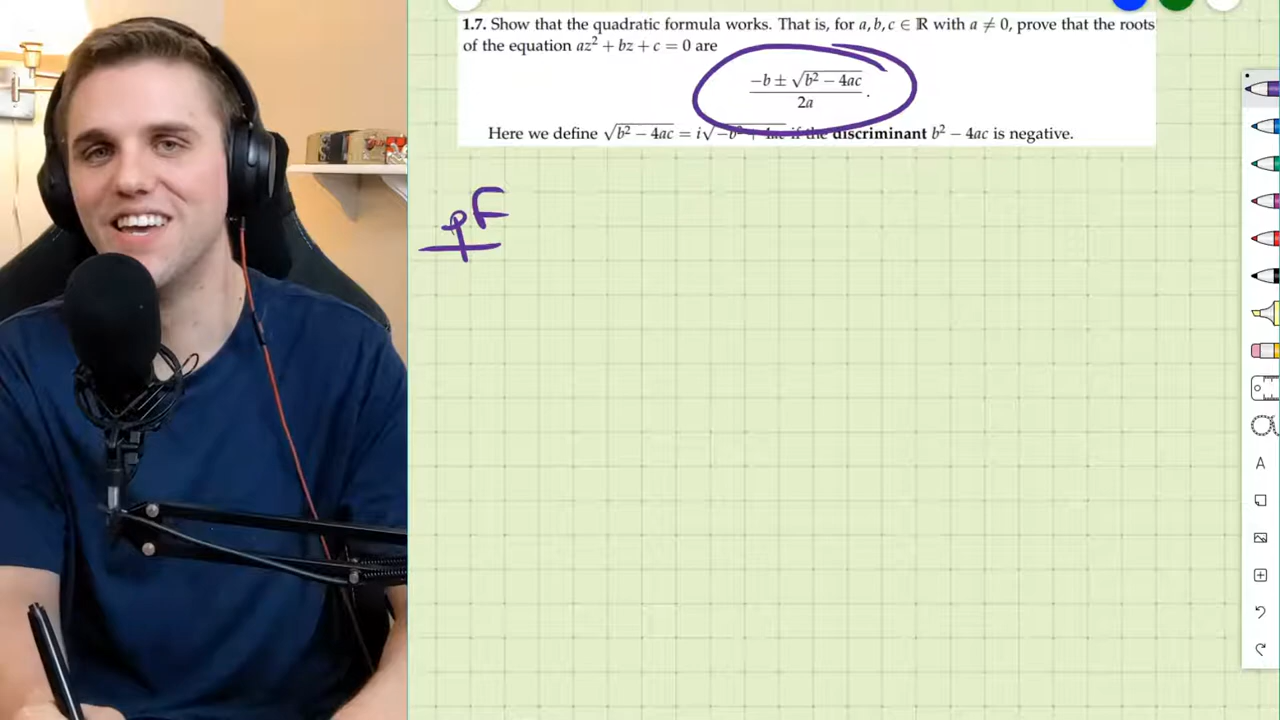 1.7. Show that the quadratic formula works. That is, for a, b, c ∈ ℝ with a ≠ 0, prove that the roots
of the equation az² + bz + c = 0 are
−b ± √b² − 4ac
2a
.
Here we define √b² − 4ac = i√−b² + 4ac if the discriminant b² − 4ac is negative.
pF
A